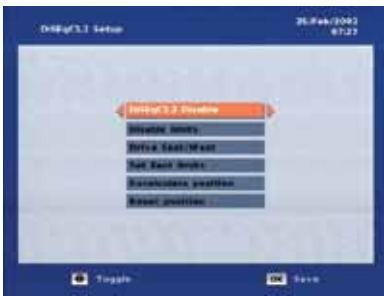 DiSEqC1.2 Setup
25.Feb/2002
07:27
DiSEqC1.2 Disable
Disable limits
Drive East/West
Set East limits
Recalculate position
Reset position
Toggle
OK Save